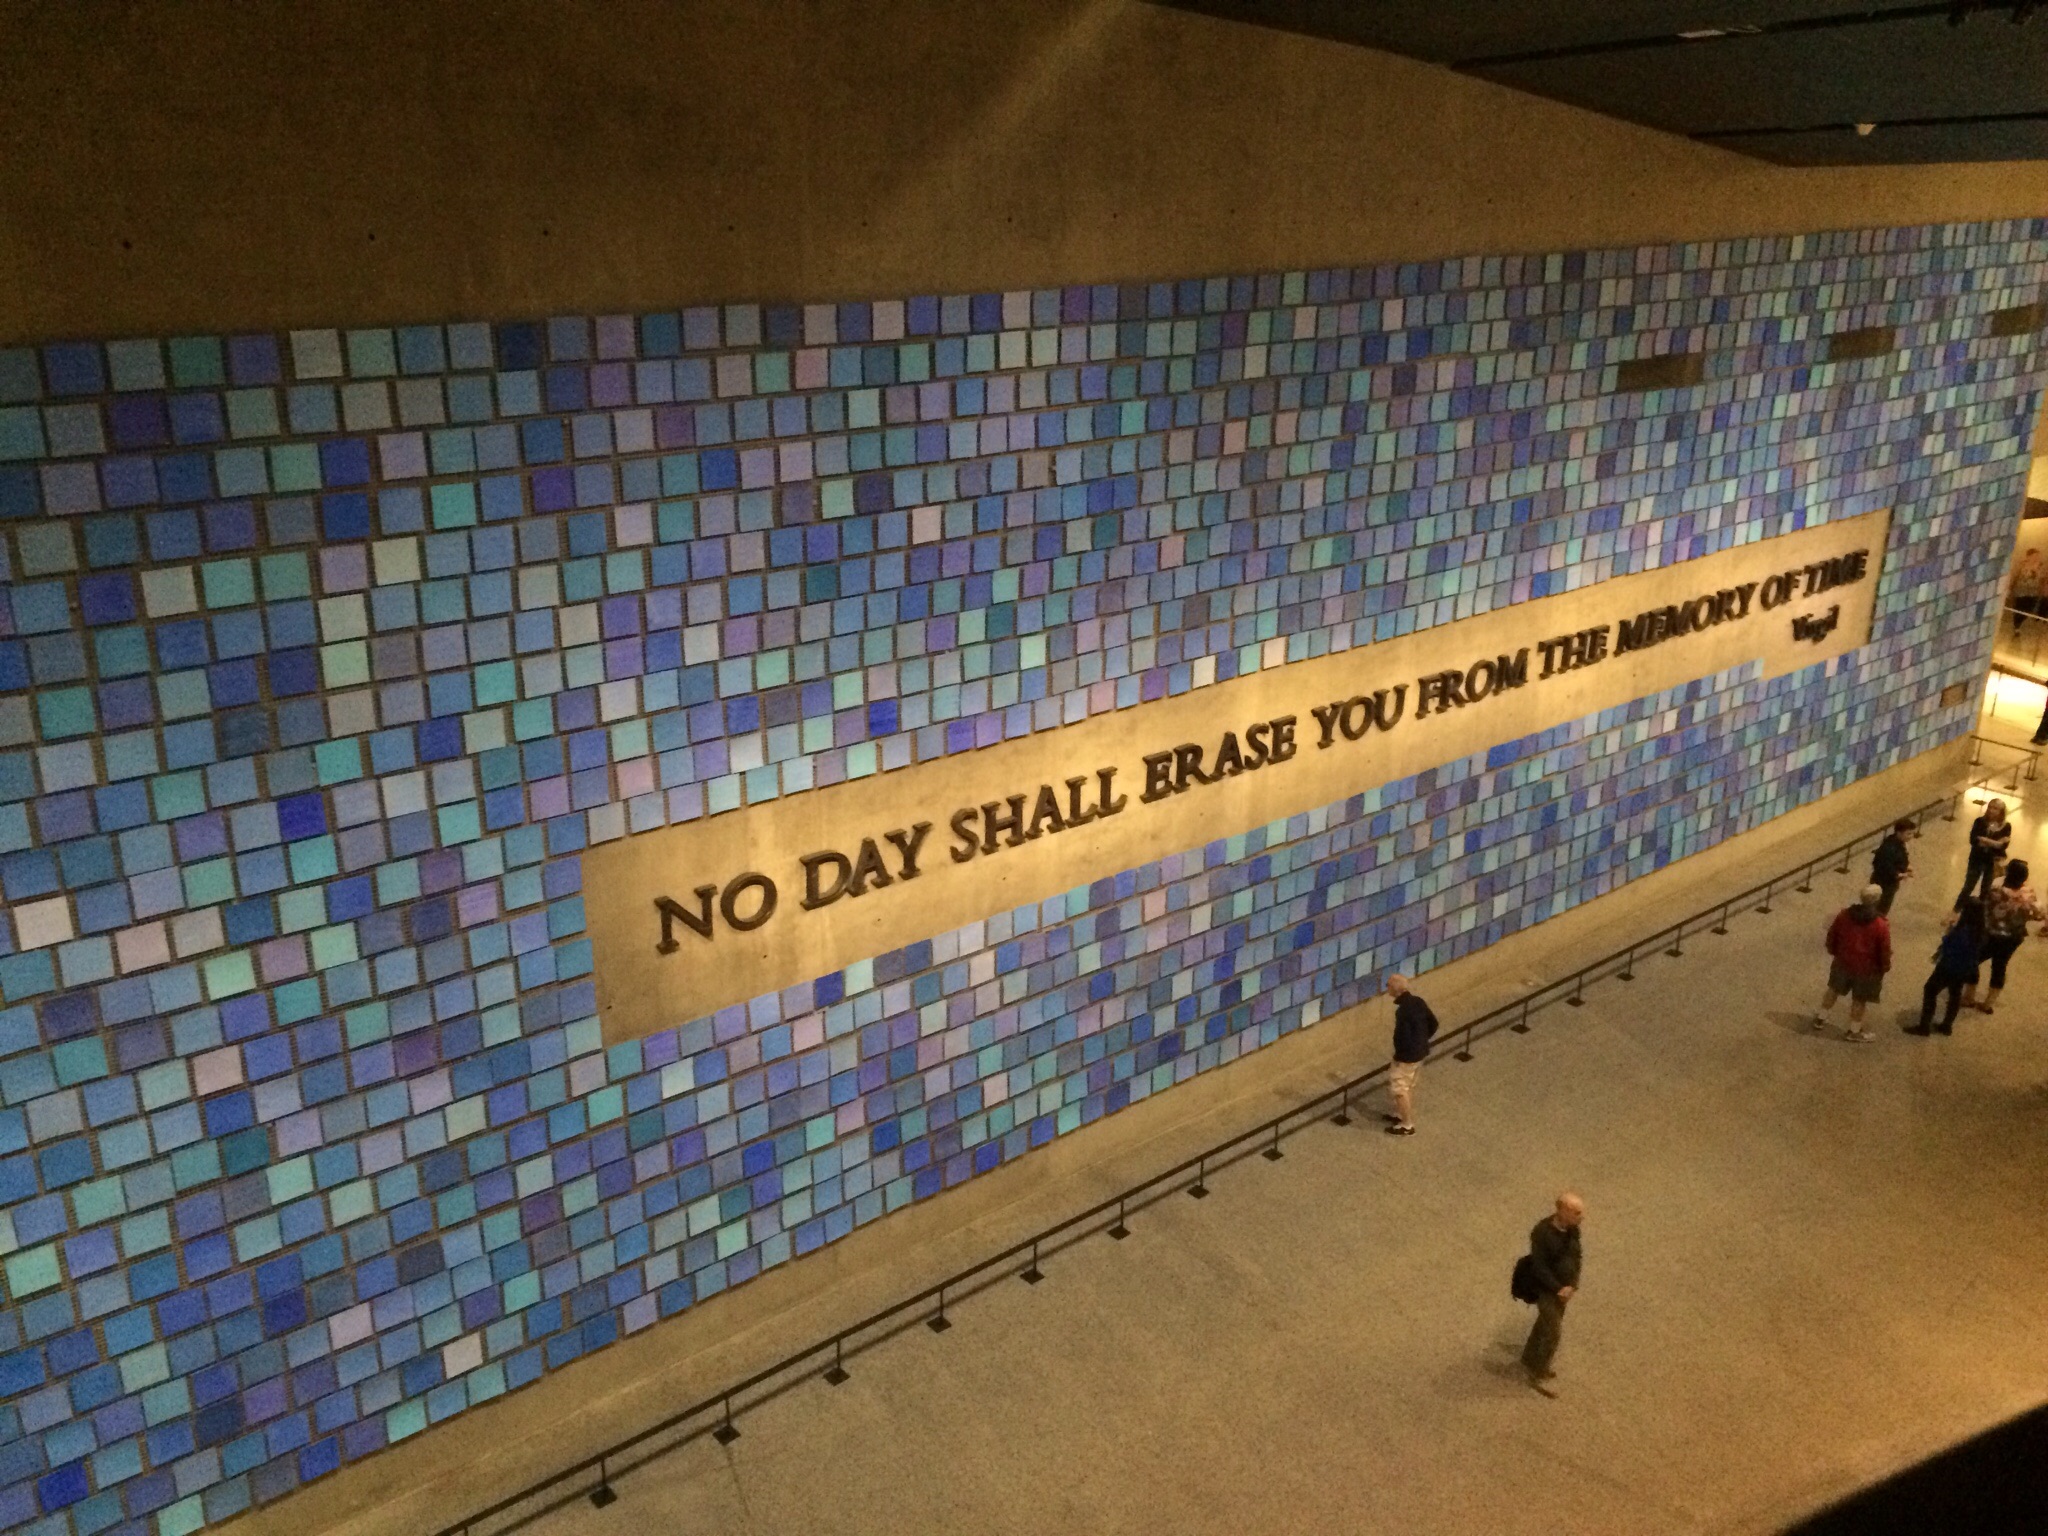 NO DAY SHALL ERASE YOU FROM THE MEMORY OF TIME
Virgil